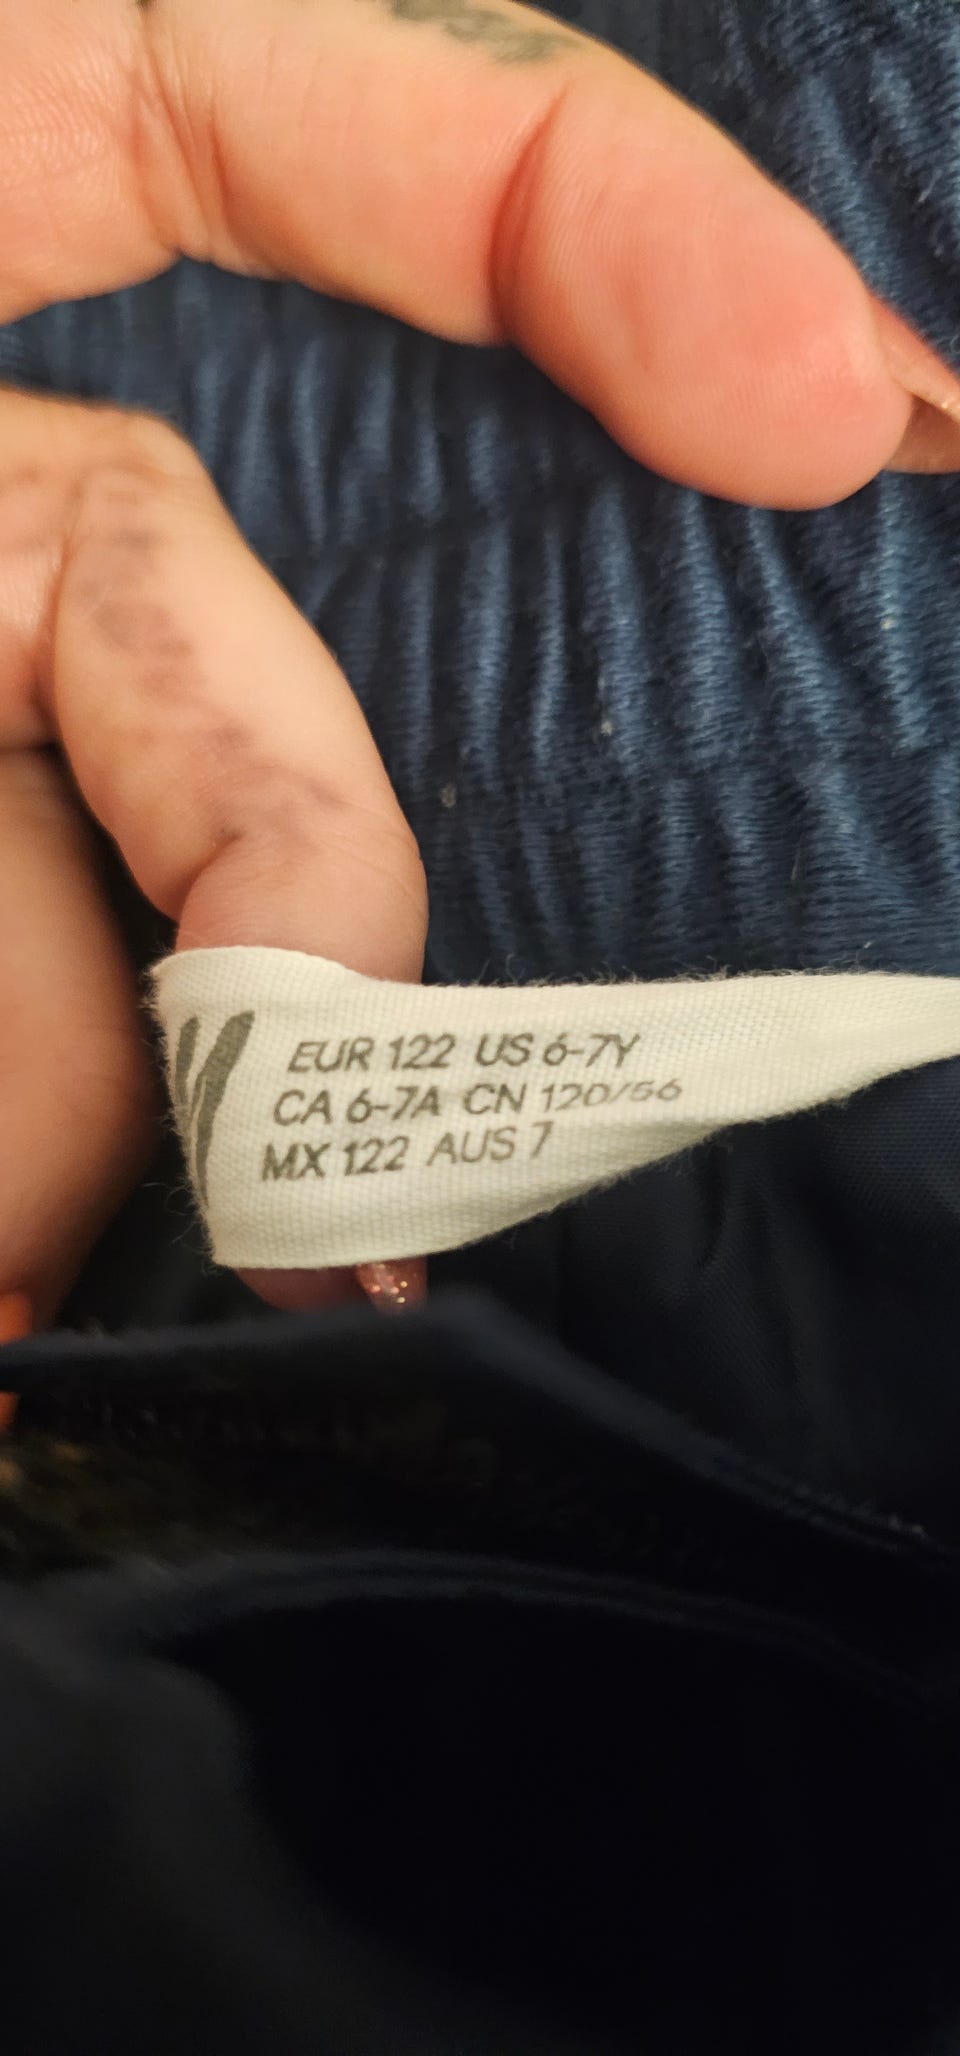 EUR 122 US 6-7Y
CA 6-7A CN 120/56
MX 122 AUS 7